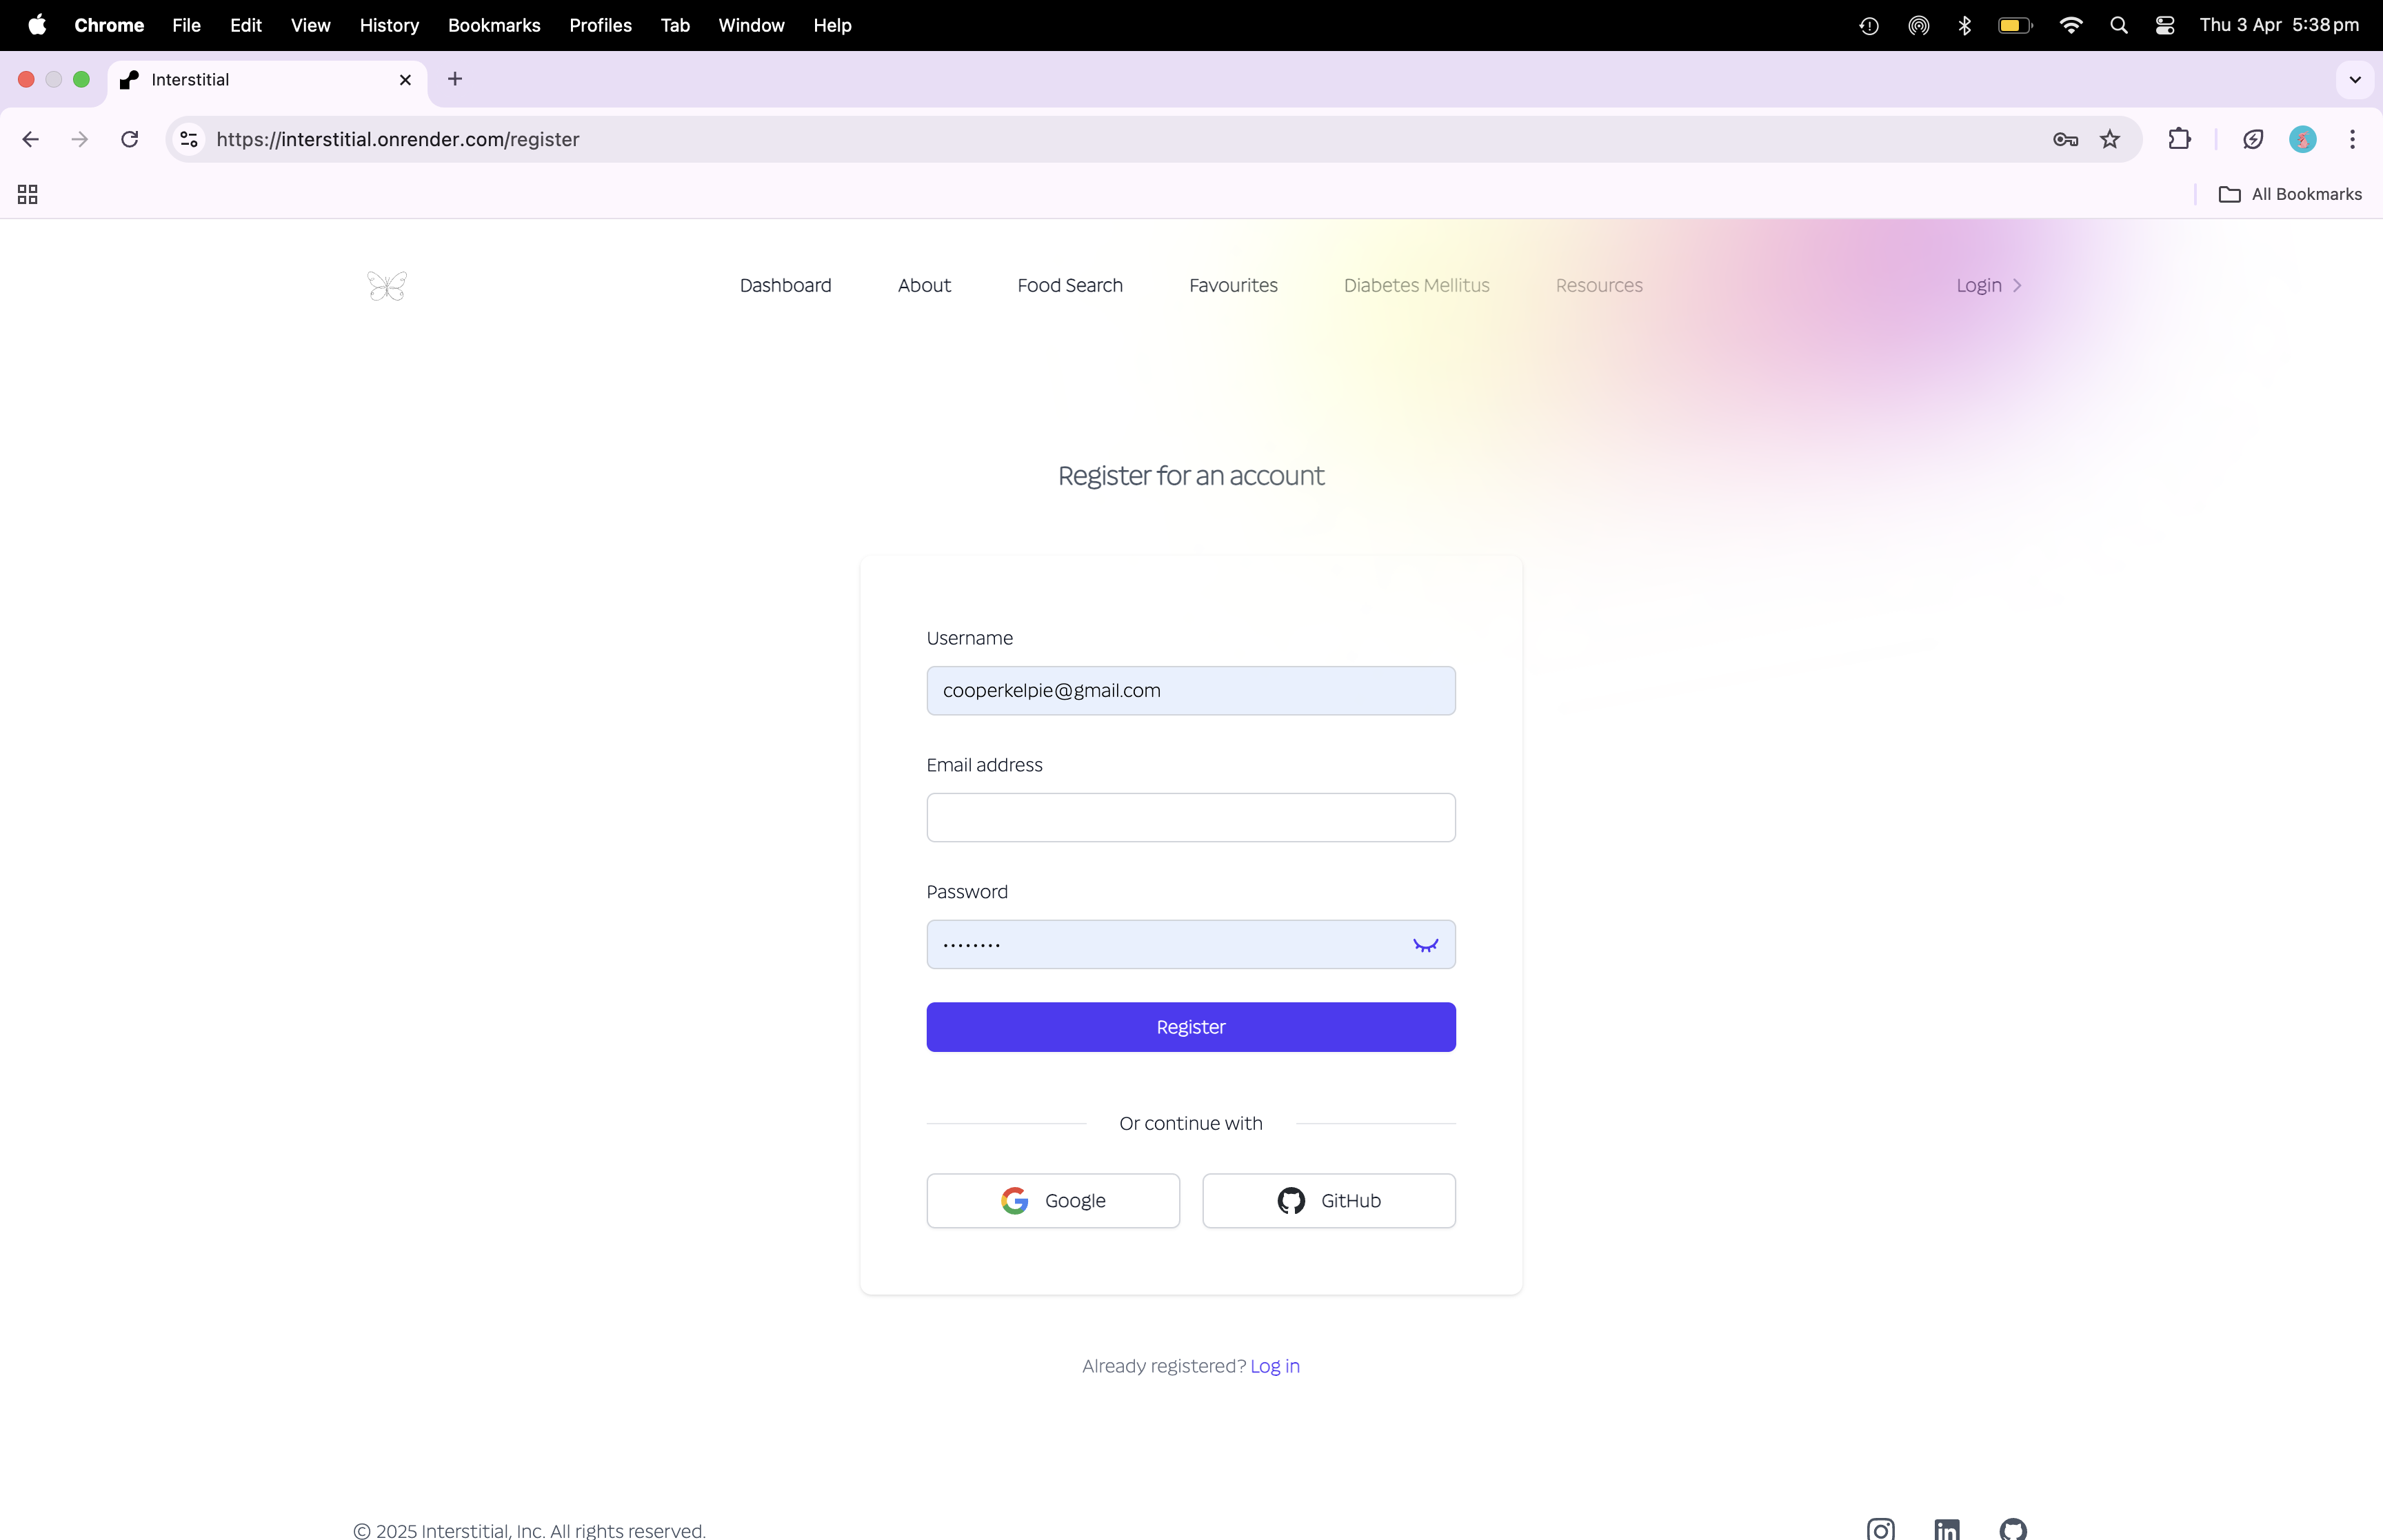 Chrome File Edit View History Bookmarks Profiles Tab Window Help Thu 3 Apr 5:38 pm
Interstitial
https://interstitial.onrender.com/register
All Bookmarks
Dashboard About Food Search Favourites Diabetes Mellitus Resources Login
Register for an account
Username
cooperkelpie@gmail.com
Email address
Password
••••••••
Register
Or continue with
Google GitHub
Already registered? Log in
© 2025 Interstitial, Inc. All rights reserved.